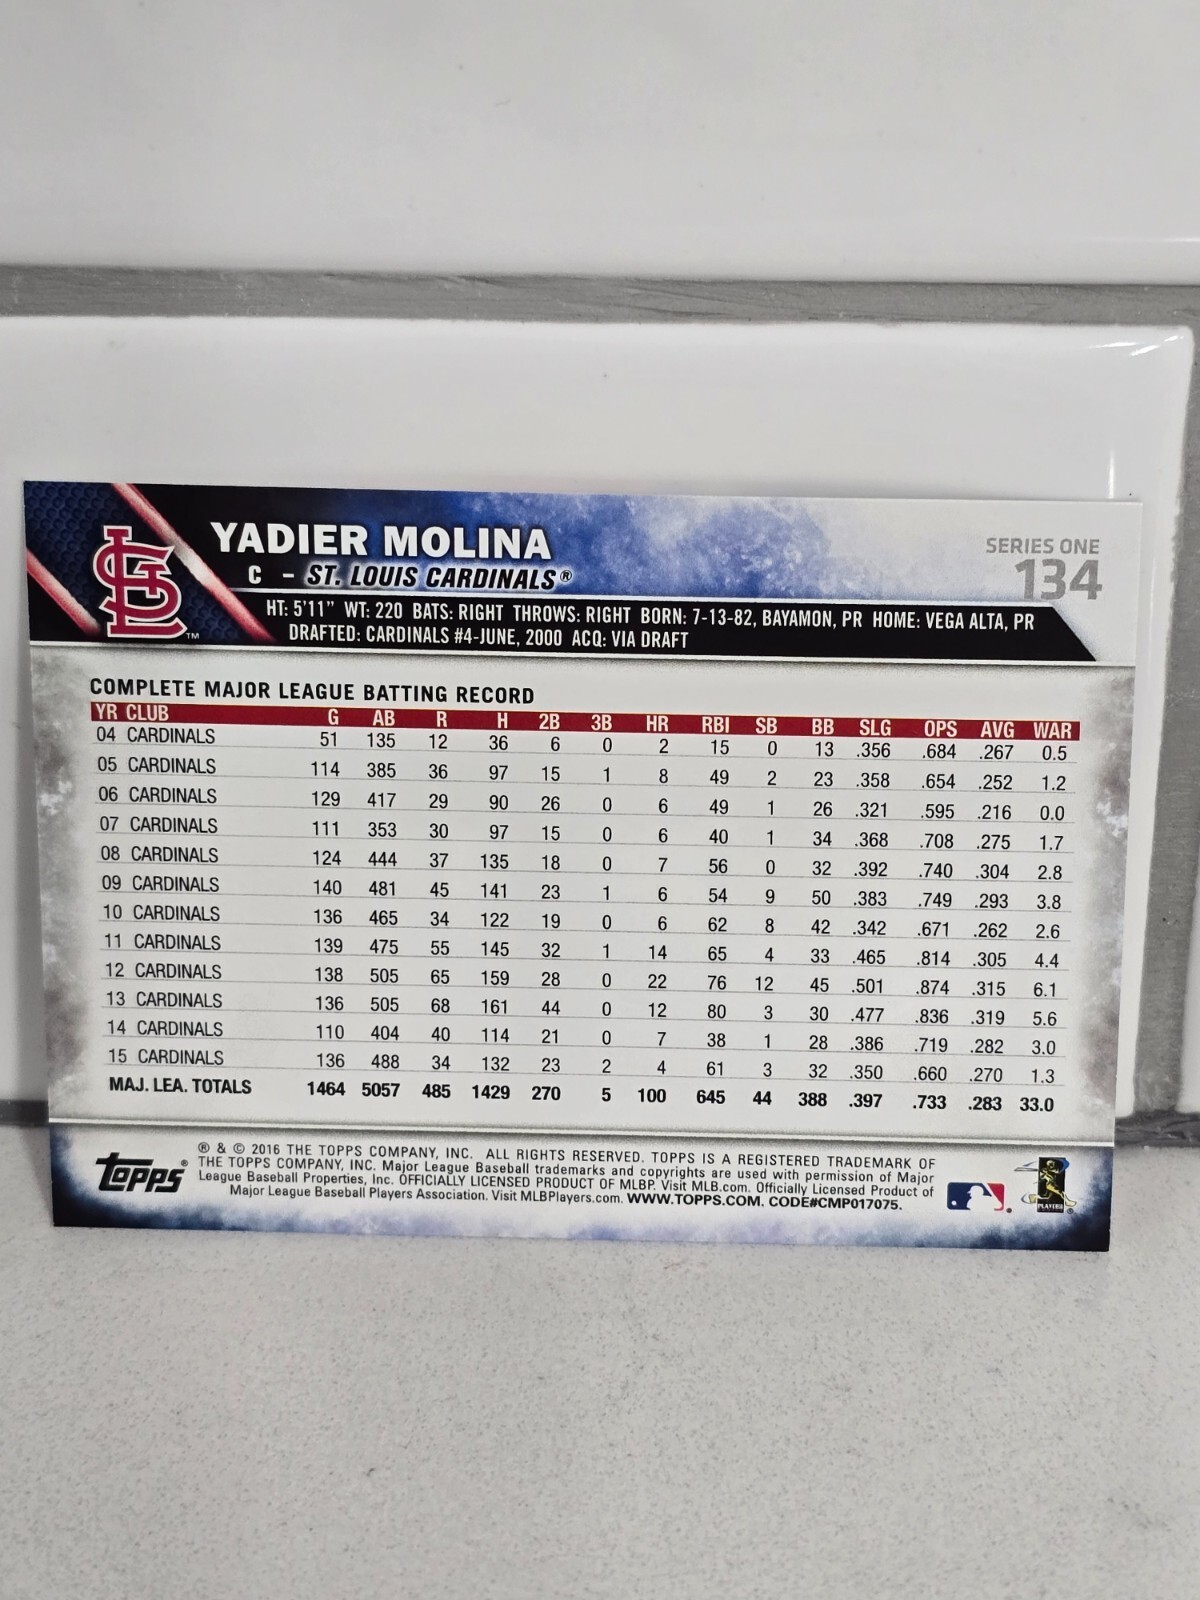 YADIER MOLINA
C - ST. LOUIS CARDINALS®
SERIES ONE
134
STL ™
HT: 5'11" WT: 220 BATS: RIGHT THROWS: RIGHT BORN: 7-13-82, BAYAMON, PR HOME: VEGA ALTA, PR
DRAFTED: CARDINALS #4-JUNE, 2000 ACQ: VIA DRAFT
COMPLETE MAJOR LEAGUE BATTING RECORD
YR CLUB G AB R H 2B 3B HR RBI SB BB SLG OPS AVG WAR
04 CARDINALS 51 135 12 36 6 0 2 15 0 13 .356 .684 .267 0.5
05 CARDINALS 114 385 36 97 15 1 8 49 2 23 .358 .654 .252 1.2
06 CARDINALS 129 417 29 90 26 0 6 49 1 26 .321 .595 .216 0.0
07 CARDINALS 111 353 30 97 15 0 6 40 1 34 .368 .708 .275 1.7
08 CARDINALS 124 444 37 135 18 0 7 56 0 32 .392 .740 .304 2.8
09 CARDINALS 140 481 45 141 23 1 6 54 9 50 .383 .749 .293 3.8
10 CARDINALS 136 465 34 122 19 0 6 62 8 42 .342 .671 .262 2.6
11 CARDINALS 139 475 55 145 32 1 14 65 4 33 .465 .814 .305 4.4
12 CARDINALS 138 505 65 159 28 0 22 76 12 45 .501 .874 .315 6.1
13 CARDINALS 136 505 68 161 44 0 12 80 3 30 .477 .836 .319 5.6
14 CARDINALS 110 404 40 114 21 0 7 38 1 28 .386 .719 .282 3.0
15 CARDINALS 136 488 34 132 23 2 4 61 3 32 .350 .660 .270 1.3
MAJ. LEA. TOTALS 1464 5057 485 1429 270 5 100 645 44 388 .397 .733 .283 33.0
topps®
® & © 2016 THE TOPPS COMPANY, INC. ALL RIGHTS RESERVED. TOPPS IS A REGISTERED TRADEMARK OF
THE TOPPS COMPANY, INC. Major League Baseball trademarks and copyrights are used with permission of Major
League Baseball Properties, Inc. OFFICIALLY LICENSED PRODUCT OF MLBP. Visit MLB.com. Officially Licensed Product of
Major League Baseball Players Association. Visit MLBPlayers.com. WWW.TOPPS.COM. CODE#CMP017075.
PLAYERS